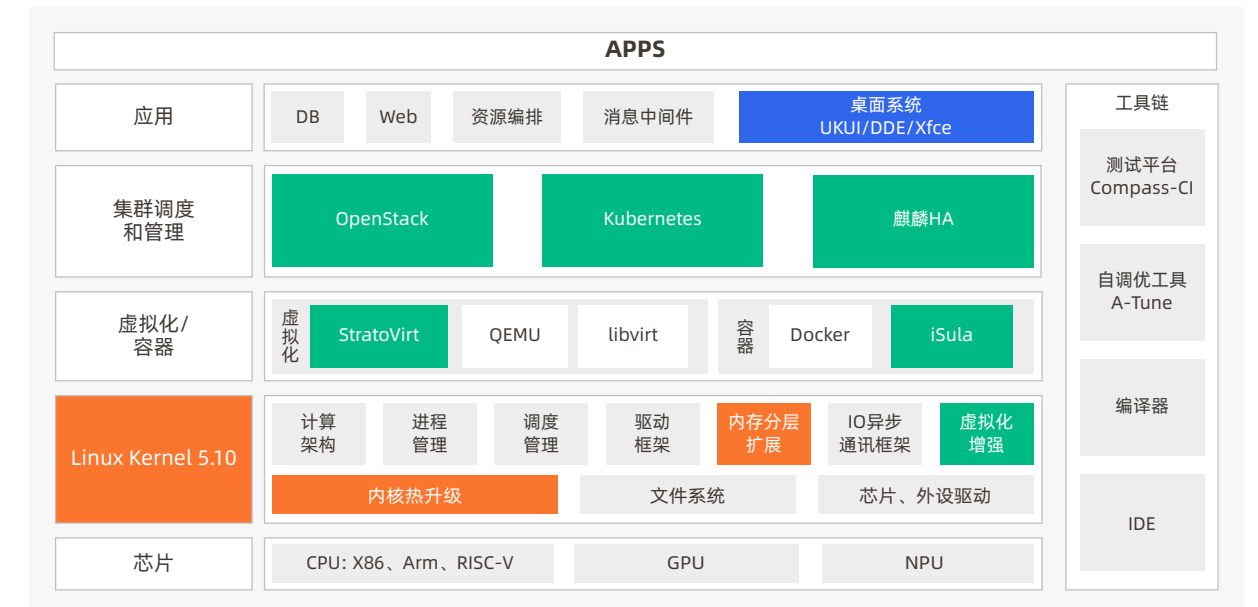 APPS
应用
DB
Web
资源编排
消息中间件
桌面系统
UKUI/DDE/Xfce
集群调度
和管理
OpenStack
Kubernetes
麒麟HA
虚拟化/
容器
虚拟化
StratoVirt
QEMU
libvirt
容器
Docker
iSula
Linux Kernel 5.10
计算
架构
进程
管理
调度
管理
驱动
框架
内存分层
扩展
IO异步
通讯框架
虚拟化
增强
内核热升级
文件系统
芯片、外设驱动
芯片
CPU: X86、Arm、RISC-V
GPU
NPU
工具链
测试平台
Compass-CI
自调优工具
A-Tune
编译器
IDE